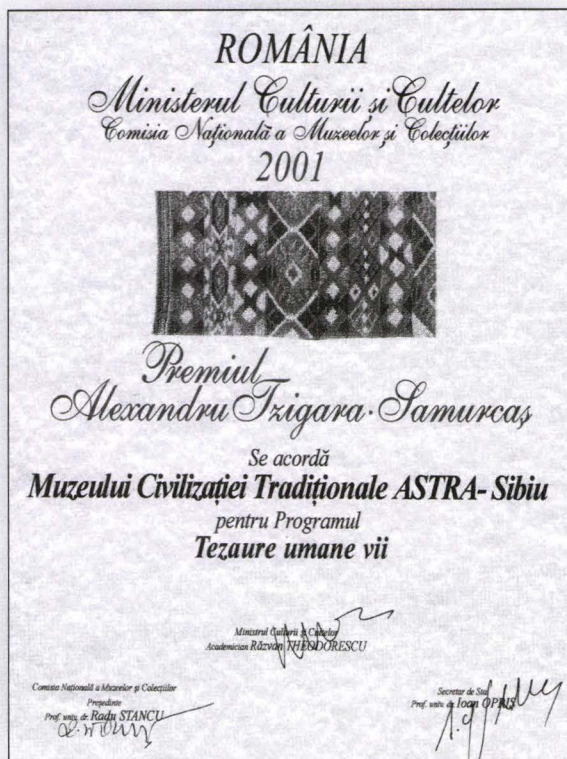 ROMÂNIA
Ministerul Culturii și Cultelor
Comisia Națională a Muzeelor și Colecțiilor
2001
Premiul
Alexandru Tzigara-Samurcaș
Se acordă
Muzeului Civilizației Tradiționale ASTRA-Sibiu
pentru Programul
Tezaure umane vii
Ministrul Culturii și Cultelor
Academician Răzvan THEODORESCU
Comisia Națională a Muzeelor și Colecțiilor
Președinte
Prof. univ. dr. Radu STANCU
Secretar de Stat
Prof. univ. dr. Ioan OPRIȘ